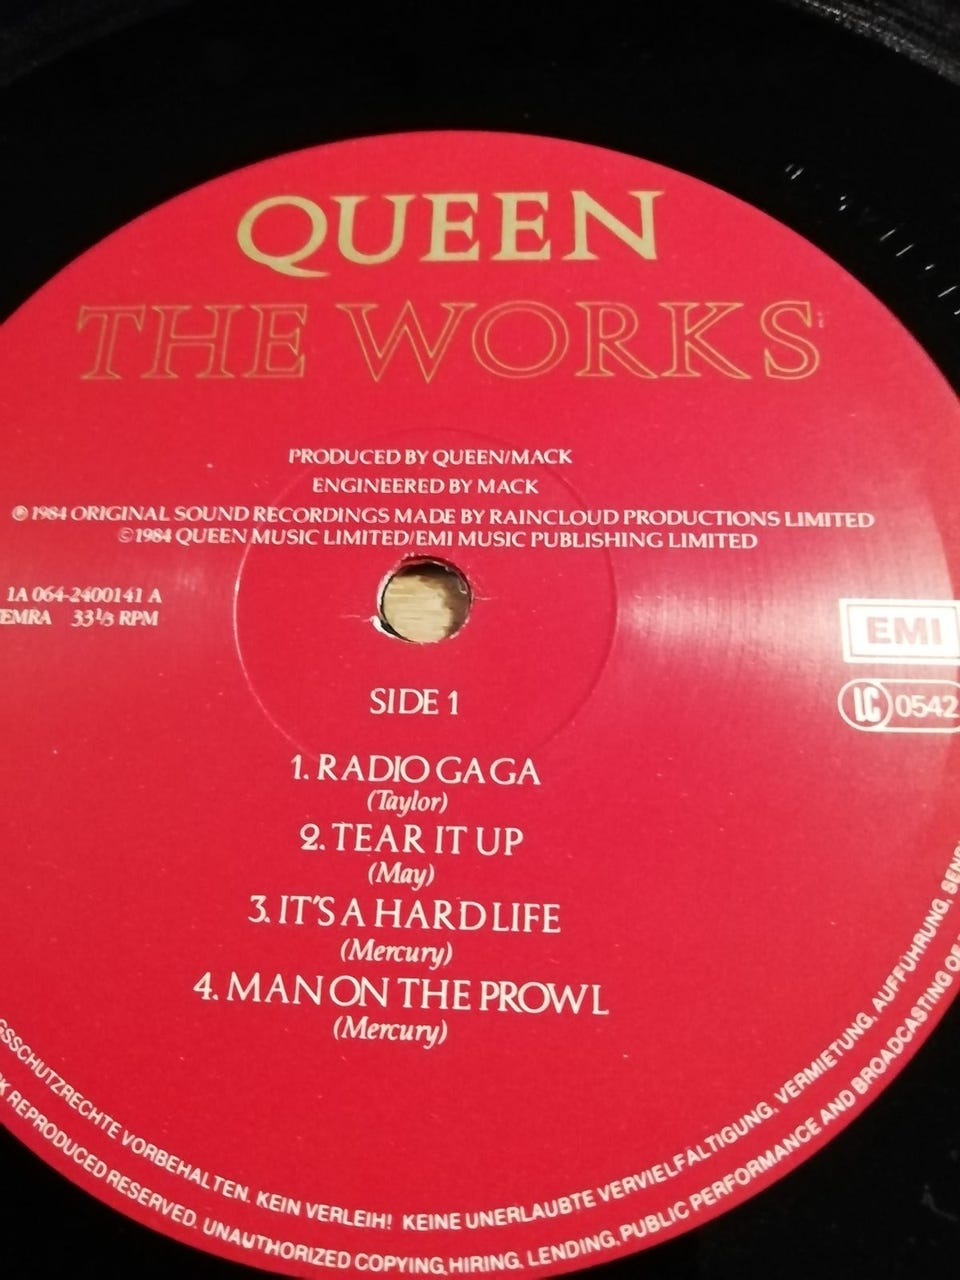 QUEEN
THE WORKS
PRODUCED BY QUEEN/MACK
ENGINEERED BY MACK
℗ 1984 ORIGINAL SOUND RECORDINGS MADE BY RAINCLOUD PRODUCTIONS LIMITED
© 1984 QUEEN MUSIC LIMITED/EMI MUSIC PUBLISHING LIMITED
1A 064-2400141 A
TEMRA 33⅓ RPM
EMI
LC 0542
SIDE 1
1. RADIO GA GA
(Taylor)
2. TEAR IT UP
(May)
3. IT'S A HARD LIFE
(Mercury)
4. MAN ON THE PROWL
(Mercury)
GSSCHUTZRECHTE VORBEHALTEN. KEIN VERLEIH! KEINE UNERLAUBTE VERVIELFÄLTIGUNG, VERMIETUNG, AUFFÜHRUNG,
REPRODUCED RESERVED. UNAUTHORIZED COPYING, HIRING, LENDING, PUBLIC PERFORMANCE AND BROADCASTING OF